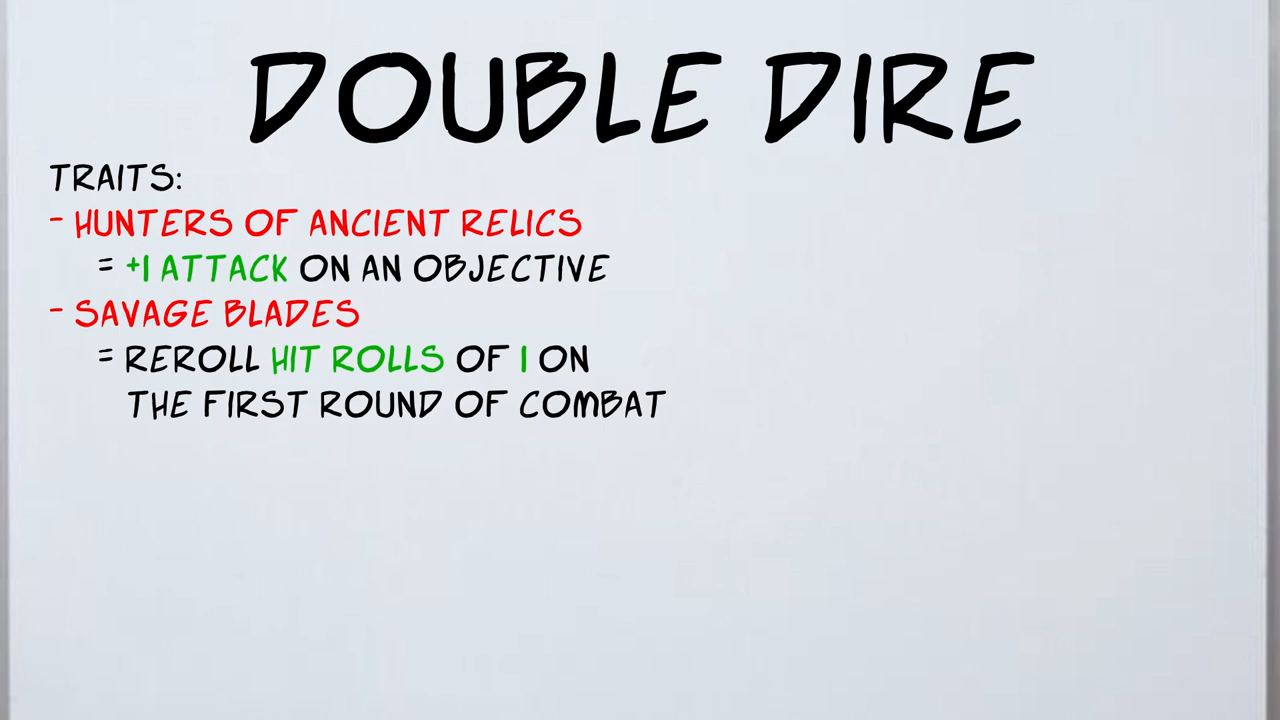 DOUBLE DIRE
TRAITS:
- HUNTERS OF ANCIENT RELICS
= +1 ATTACK ON AN OBJECTIVE
- SAVAGE BLADES
= REROLL HIT ROLLS OF 1 ON
THE FIRST ROUND OF COMBAT